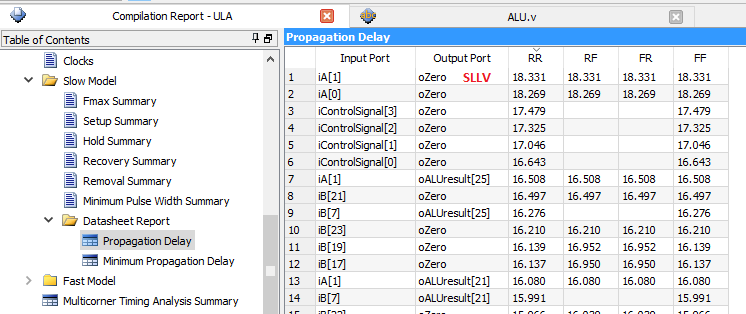 Compilation Report - ULA
ALU.v
Table of Contents
Clocks
Slow Model
Fmax Summary
Setup Summary
Hold Summary
Recovery Summary
Removal Summary
Minimum Pulse Width Summary
Datasheet Report
Propagation Delay
Minimum Propagation Delay
Fast Model
Multicorner Timing Analysis Summary
Propagation Delay
Input Port Output Port RR RF FR FF
1 iA[1] oZero SLLV 18.331 18.331 18.331 18.331
2 iA[0] oZero 18.269 18.269 18.269 18.269
3 iControlSignal[3] oZero 17.479 17.479
4 iControlSignal[2] oZero 17.325 17.325
5 iControlSignal[1] oZero 17.046 17.046
6 iControlSignal[0] oZero 16.643 16.643
7 iA[1] oALUresult[25] 16.508 16.508 16.508 16.508
8 iB[21] oZero 16.497 16.497 16.497 16.497
9 iB[7] oALUresult[25] 16.276 16.276
10 iB[23] oZero 16.210 16.210 16.210 16.210
11 iB[19] oZero 16.139 16.952 16.952 16.139
12 iB[17] oZero 16.137 16.950 16.950 16.137
13 iA[1] oALUresult[21] 16.080 16.080 16.080 16.080
14 iB[7] oALUresult[21] 15.991 15.991